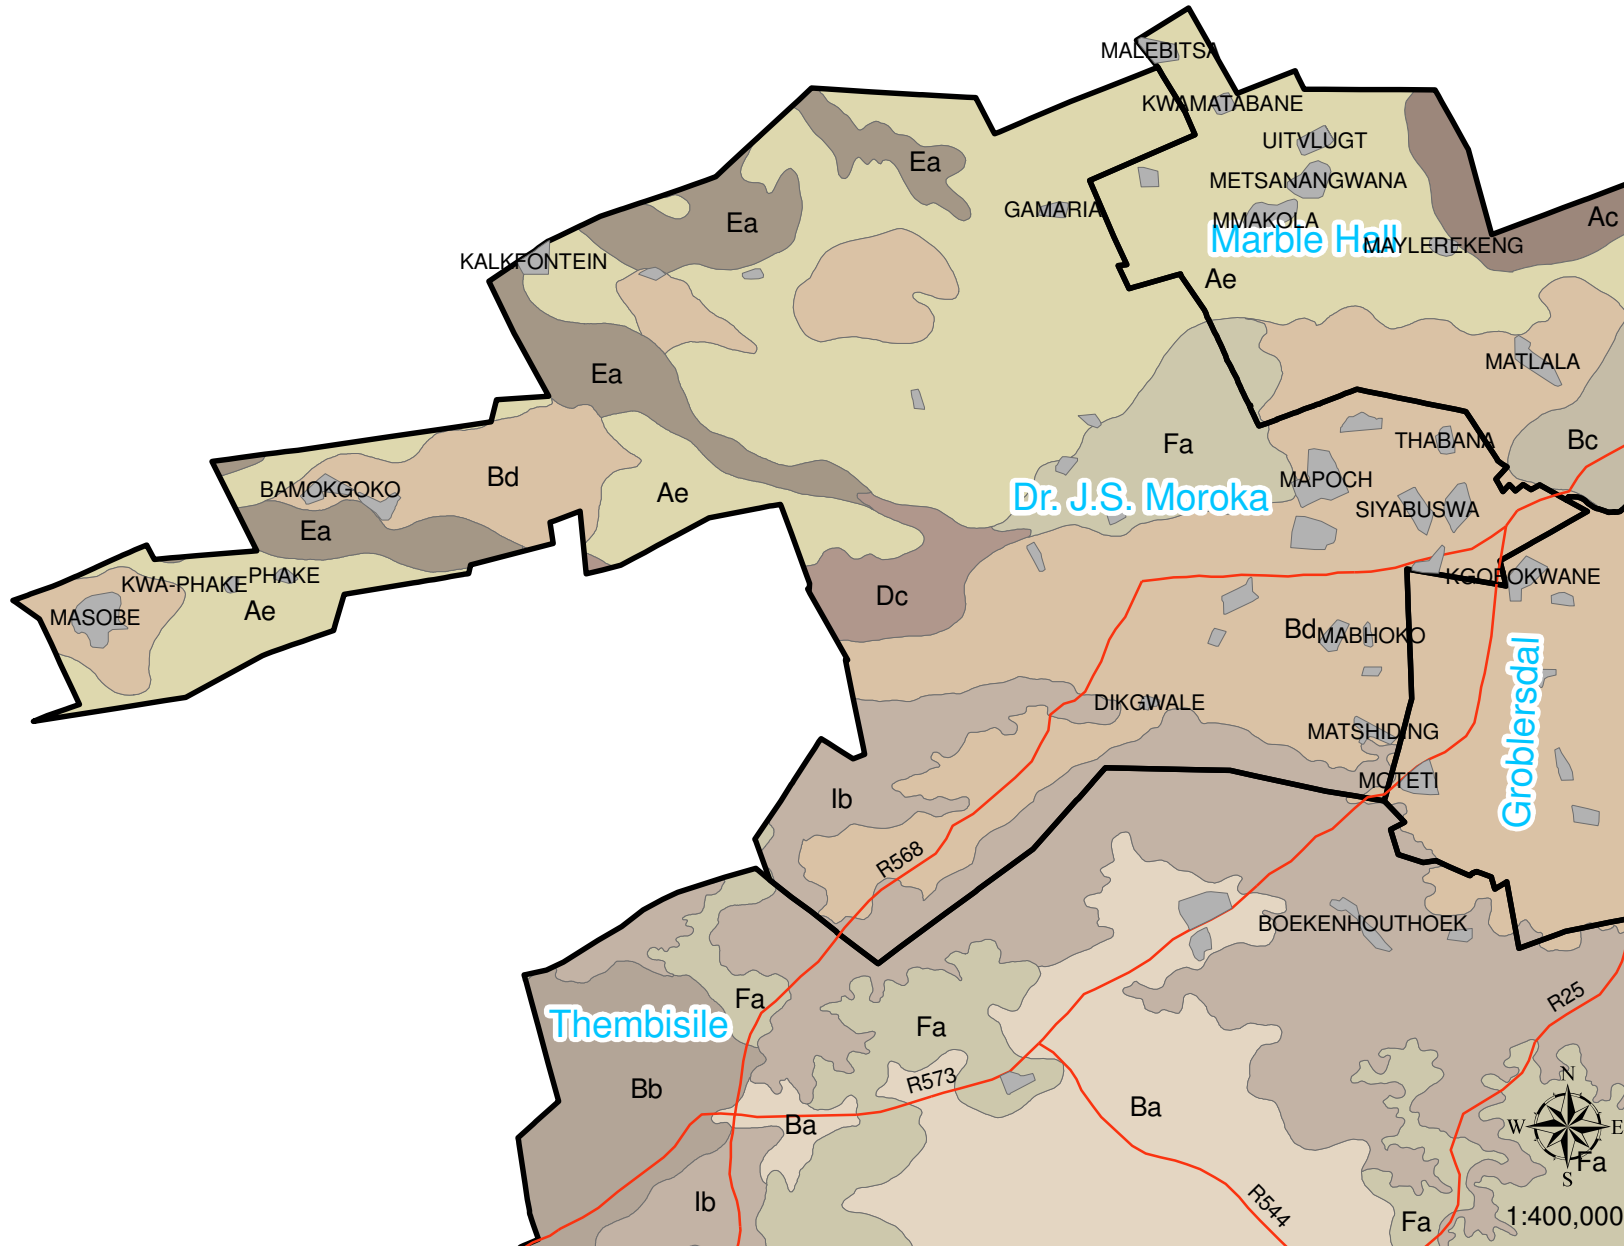 MALEBITSA
KWAMATABANE
UITVLUGT
Ea
METSANANGWANA
GAMARIA
MMAKOLA
Ac
Ea
Marble Hall
MAYLEREKENG
KALKFONTEIN
Ae
MATLALA
Ea
Fa
THABANA
Bc
Bd
MAPOCH
BAMOKGOKO
Ae
Dr. J.S. Moroka
SIYABUSWA
Ea
PHAKE
KWA-PHAKE
KGOBOKWANE
Dc
Ae
MASOBE
Bd
MABHOKO
Groblersdal
DIKGWALE
MATSHIDING
MOTETI
Ib
R568
BOEKENHOUTHOEK
R25
Fa
Thembisile
Fa
R573
N
Bb
Ba
Ba
W
E
Fa
S
Ib
R544
Fa
1:400,000